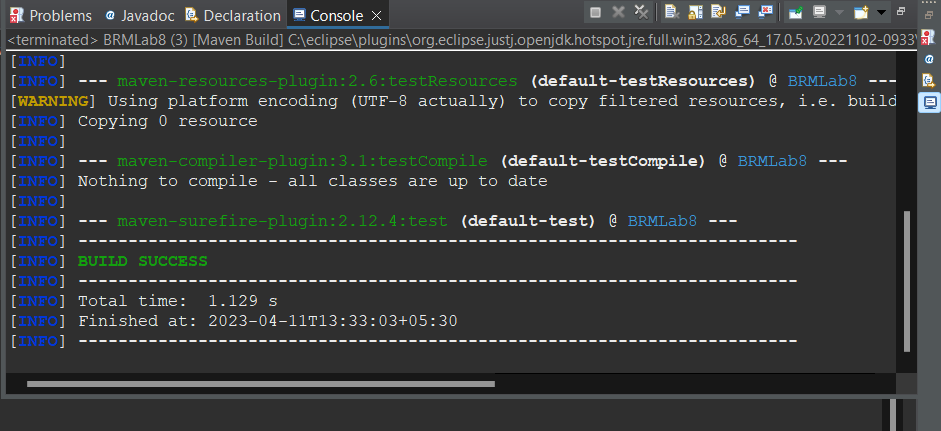 Problems @ Javadoc Declaration Console
<terminated> BRMLab8 (3) [Maven Build] C:\eclipse\plugins\org.eclipse.justj.openjdk.hotspot.jre.full.win32.x86_64_17.0.5.v20221102-0933\
[INFO]
[INFO] --- maven-resources-plugin:2.6:testResources (default-testResources) @ BRMLab8 ---
[WARNING] Using platform encoding (UTF-8 actually) to copy filtered resources, i.e. build
[INFO] Copying 0 resource
[INFO]
[INFO] --- maven-compiler-plugin:3.1:testCompile (default-testCompile) @ BRMLab8 ---
[INFO] Nothing to compile - all classes are up to date
[INFO]
[INFO] --- maven-surefire-plugin:2.12.4:test (default-test) @ BRMLab8 ---
[INFO] ------------------------------------------------------------------------
[INFO] BUILD SUCCESS
[INFO] ------------------------------------------------------------------------
[INFO] Total time:  1.129 s
[INFO] Finished at: 2023-04-11T13:33:03+05:30
[INFO] ------------------------------------------------------------------------